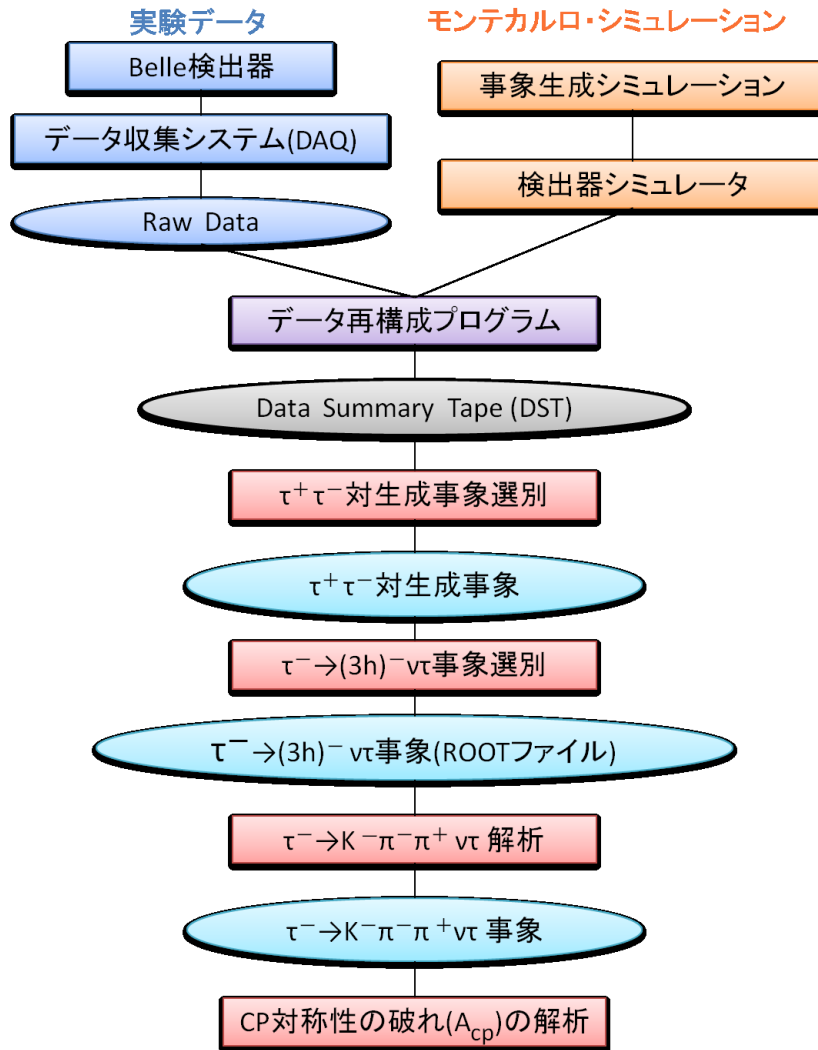 実験データ
Belle検出器
データ収集システム(DAQ)
Raw Data
モンテカルロ・シミュレーション
事象生成シミュレーション
検出器シミュレータ
データ再構成プログラム
Data Summary Tape (DST)
τ⁺τ⁻対生成事象選別
τ⁺τ⁻対生成事象
τ⁻→(3h)⁻ντ事象選別
τ⁻→(3h)⁻ ντ事象(ROOTファイル)
τ⁻→K⁻π⁻π⁺ ντ 解析
τ⁻→K⁻π⁻π⁺ντ 事象
CP対称性の破れ(A_cp)の解析